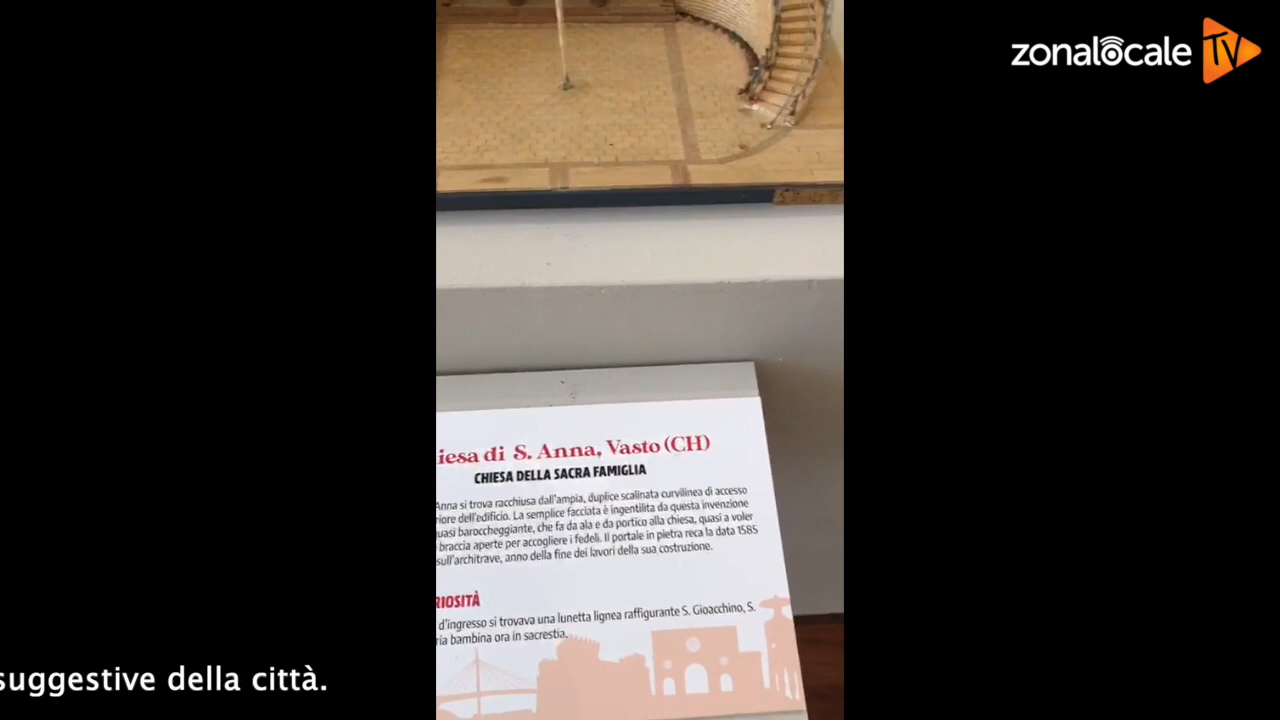 zonalocale TV
iesa di S. Anna, Vasto (CH)
CHIESA DELLA SACRA FAMIGLIA
Anna si trova racchiusa dall'ampia, duplice scalinata curvilinea di accesso
riore dell'edificio. La semplice facciata è ingentilita da questa invenzione
uasi baroccheggiante, che fa da ala e da portico alla chiesa, quasi a voler
braccia aperte per accogliere i fedeli. Il portale in pietra reca la data 1585
sull'architrave, anno della fine dei lavori della sua costruzione.
RIOSITÀ
d'ingresso si trovava una lunetta lignea raffigurante S. Gioacchino, S.
ria bambina ora in sacrestia.
suggestive della città.